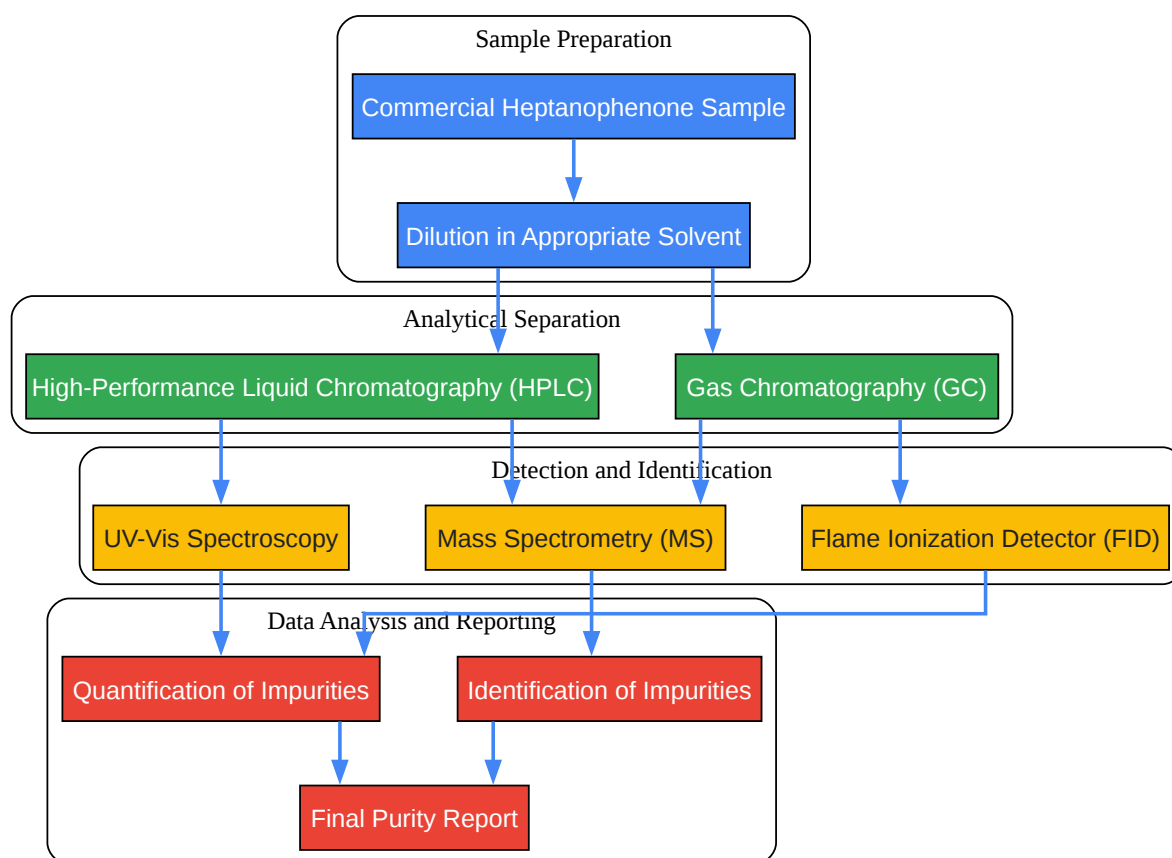 Sample Preparation
Commercial Heptanophenone Sample
Dilution in Appropriate Solvent
Analytical Separation
High-Performance Liquid Chromatography (HPLC)
Gas Chromatography (GC)
Detection and Identification
UV-Vis Spectroscopy
Mass Spectrometry (MS)
Flame Ionization Detector (FID)
Data Analysis and Reporting
Quantification of Impurities
Identification of Impurities
Final Purity Report